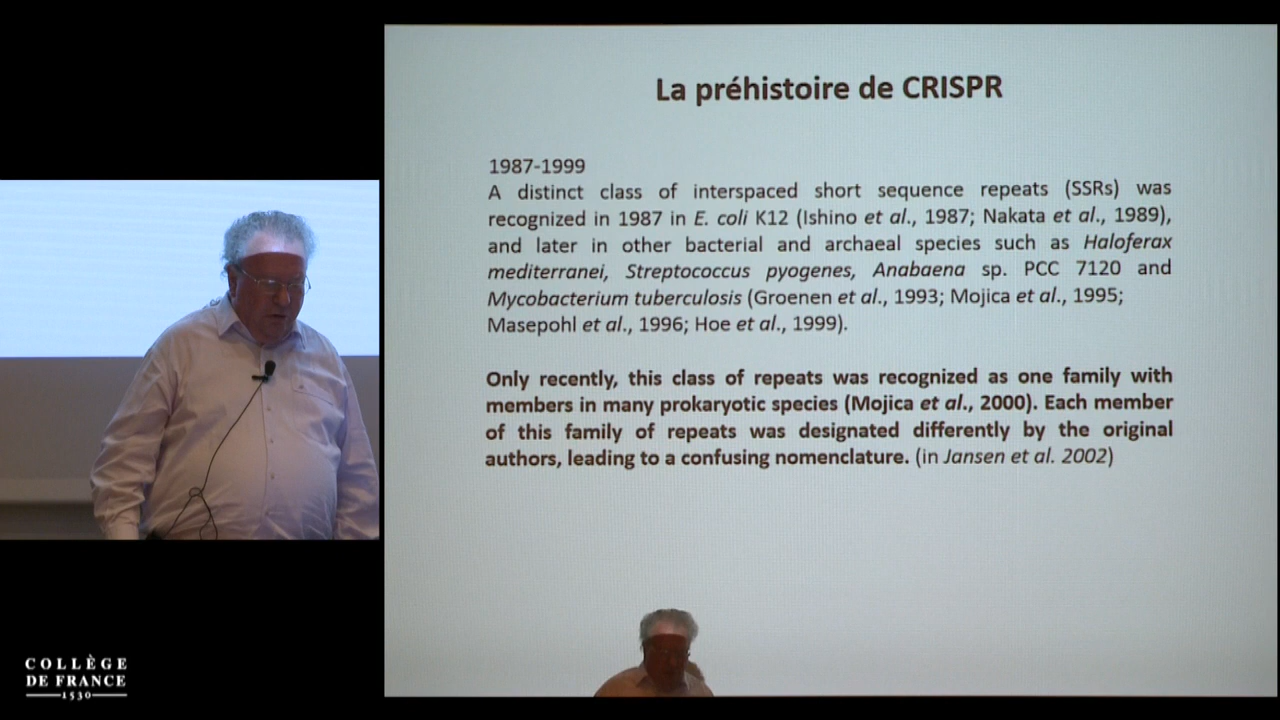 La préhistoire de CRISPR
1987-1999
A distinct class of interspaced short sequence repeats (SSRs) was
recognized in 1987 in E. coli K12 (Ishino et al., 1987; Nakata et al., 1989),
and later in other bacterial and archaeal species such as Haloferax
mediterranei, Streptococcus pyogenes, Anabaena sp. PCC 7120 and
Mycobacterium tuberculosis (Groenen et al., 1993; Mojica et al., 1995;
Masepohl et al., 1996; Hoe et al., 1999).
Only recently, this class of repeats was recognized as one family with
members in many prokaryotic species (Mojica et al., 2000). Each member
of this family of repeats was designated differently by the original
authors, leading to a confusing nomenclature. (in Jansen et al. 2002)
COLLÈGE
DE FRANCE
1530